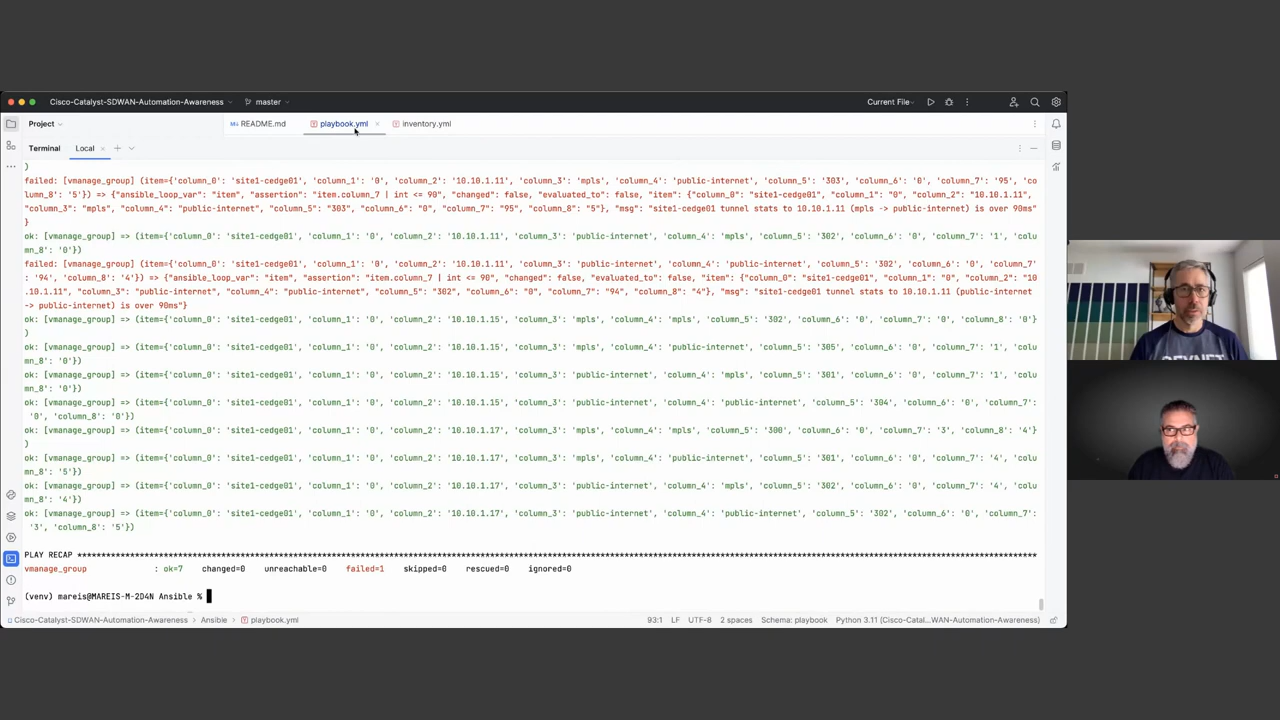 Cisco-Catalyst-SDWAN-Automation-Awareness master Current File
Project README.md playbook.yml inventory.yml
Terminal Local
)
failed: [vmanage_group] (item={'column_0': 'site1-cedge01', 'column_1': '0', 'column_2': '10.10.1.11', 'column_3': 'mpls', 'column_4': 'public-internet', 'column_5': '303', 'column_6': '0', 'column_7': '95', 'co
lumn_8': '5'}) => {"ansible_loop_var": "item", "assertion": "item.column_7 | int <= 90", "changed": false, "evaluated_to": false, "item": {"column_0": "site1-cedge01", "column_1": "0", "column_2": "10.10.1.11",
"column_3": "mpls", "column_4": "public-internet", "column_5": "303", "column_6": "0", "column_7": "95", "column_8": "5"}, "msg": "site1-cedge01 tunnel stats to 10.10.1.11 (mpls -> public-internet) is over 90ms"
}
ok: [vmanage_group] => (item={'column_0': 'site1-cedge01', 'column_1': '0', 'column_2': '10.10.1.11', 'column_3': 'public-internet', 'column_4': 'mpls', 'column_5': '302', 'column_6': '0', 'column_7': '1', 'colu
mn_8': '0'})
failed: [vmanage_group] (item={'column_0': 'site1-cedge01', 'column_1': '0', 'column_2': '10.10.1.11', 'column_3': 'public-internet', 'column_4': 'public-internet', 'column_5': '302', 'column_6': '0', 'column_7'
: '94', 'column_8': '4'}) => {"ansible_loop_var": "item", "assertion": "item.column_7 | int <= 90", "changed": false, "evaluated_to": false, "item": {"column_0": "site1-cedge01", "column_1": "0", "column_2": "10
.10.1.11", "column_3": "public-internet", "column_4": "public-internet", "column_5": "302", "column_6": "0", "column_7": "94", "column_8": "4"}, "msg": "site1-cedge01 tunnel stats to 10.10.1.11 (public-internet
-> public-internet) is over 90ms"}
ok: [vmanage_group] => (item={'column_0': 'site1-cedge01', 'column_1': '0', 'column_2': '10.10.1.15', 'column_3': 'mpls', 'column_4': 'mpls', 'column_5': '302', 'column_6': '0', 'column_7': '0', 'column_8': '0'}
)
ok: [vmanage_group] => (item={'column_0': 'site1-cedge01', 'column_1': '0', 'column_2': '10.10.1.15', 'column_3': 'mpls', 'column_4': 'public-internet', 'column_5': '305', 'column_6': '0', 'column_7': '1', 'colu
mn_8': '0'})
ok: [vmanage_group] => (item={'column_0': 'site1-cedge01', 'column_1': '0', 'column_2': '10.10.1.15', 'column_3': 'public-internet', 'column_4': 'mpls', 'column_5': '301', 'column_6': '0', 'column_7': '1', 'colu
mn_8': '0'})
ok: [vmanage_group] => (item={'column_0': 'site1-cedge01', 'column_1': '0', 'column_2': '10.10.1.15', 'column_3': 'public-internet', 'column_4': 'public-internet', 'column_5': '304', 'column_6': '0', 'column_7':
'0', 'column_8': '0'})
ok: [vmanage_group] => (item={'column_0': 'site1-cedge01', 'column_1': '0', 'column_2': '10.10.1.17', 'column_3': 'mpls', 'column_4': 'mpls', 'column_5': '300', 'column_6': '0', 'column_7': '3', 'column_8': '4'}
)
ok: [vmanage_group] => (item={'column_0': 'site1-cedge01', 'column_1': '0', 'column_2': '10.10.1.17', 'column_3': 'mpls', 'column_4': 'public-internet', 'column_5': '301', 'column_6': '0', 'column_7': '4', 'colu
mn_8': '5'})
ok: [vmanage_group] => (item={'column_0': 'site1-cedge01', 'column_1': '0', 'column_2': '10.10.1.17', 'column_3': 'public-internet', 'column_4': 'mpls', 'column_5': '302', 'column_6': '0', 'column_7': '4', 'colu
mn_8': '4'})
ok: [vmanage_group] => (item={'column_0': 'site1-cedge01', 'column_1': '0', 'column_2': '10.10.1.17', 'column_3': 'public-internet', 'column_4': 'public-internet', 'column_5': '302', 'column_6': '0', 'column_7':
'3', 'column_8': '5'})
PLAY RECAP *********************************************************************************************************
vmanage_group : ok=7 changed=0 unreachable=0 failed=1 skipped=0 rescued=0 ignored=0
(venv) mareis@MAREIS-M-2D4N Ansible %
Cisco-Catalyst-SDWAN-Automation-Awareness > Ansible > playbook.yml 93:1 LF UTF-8 2 spaces Schema: playbook Python 3.11 (Cisco-Catal...WAN-Automation-Awareness)